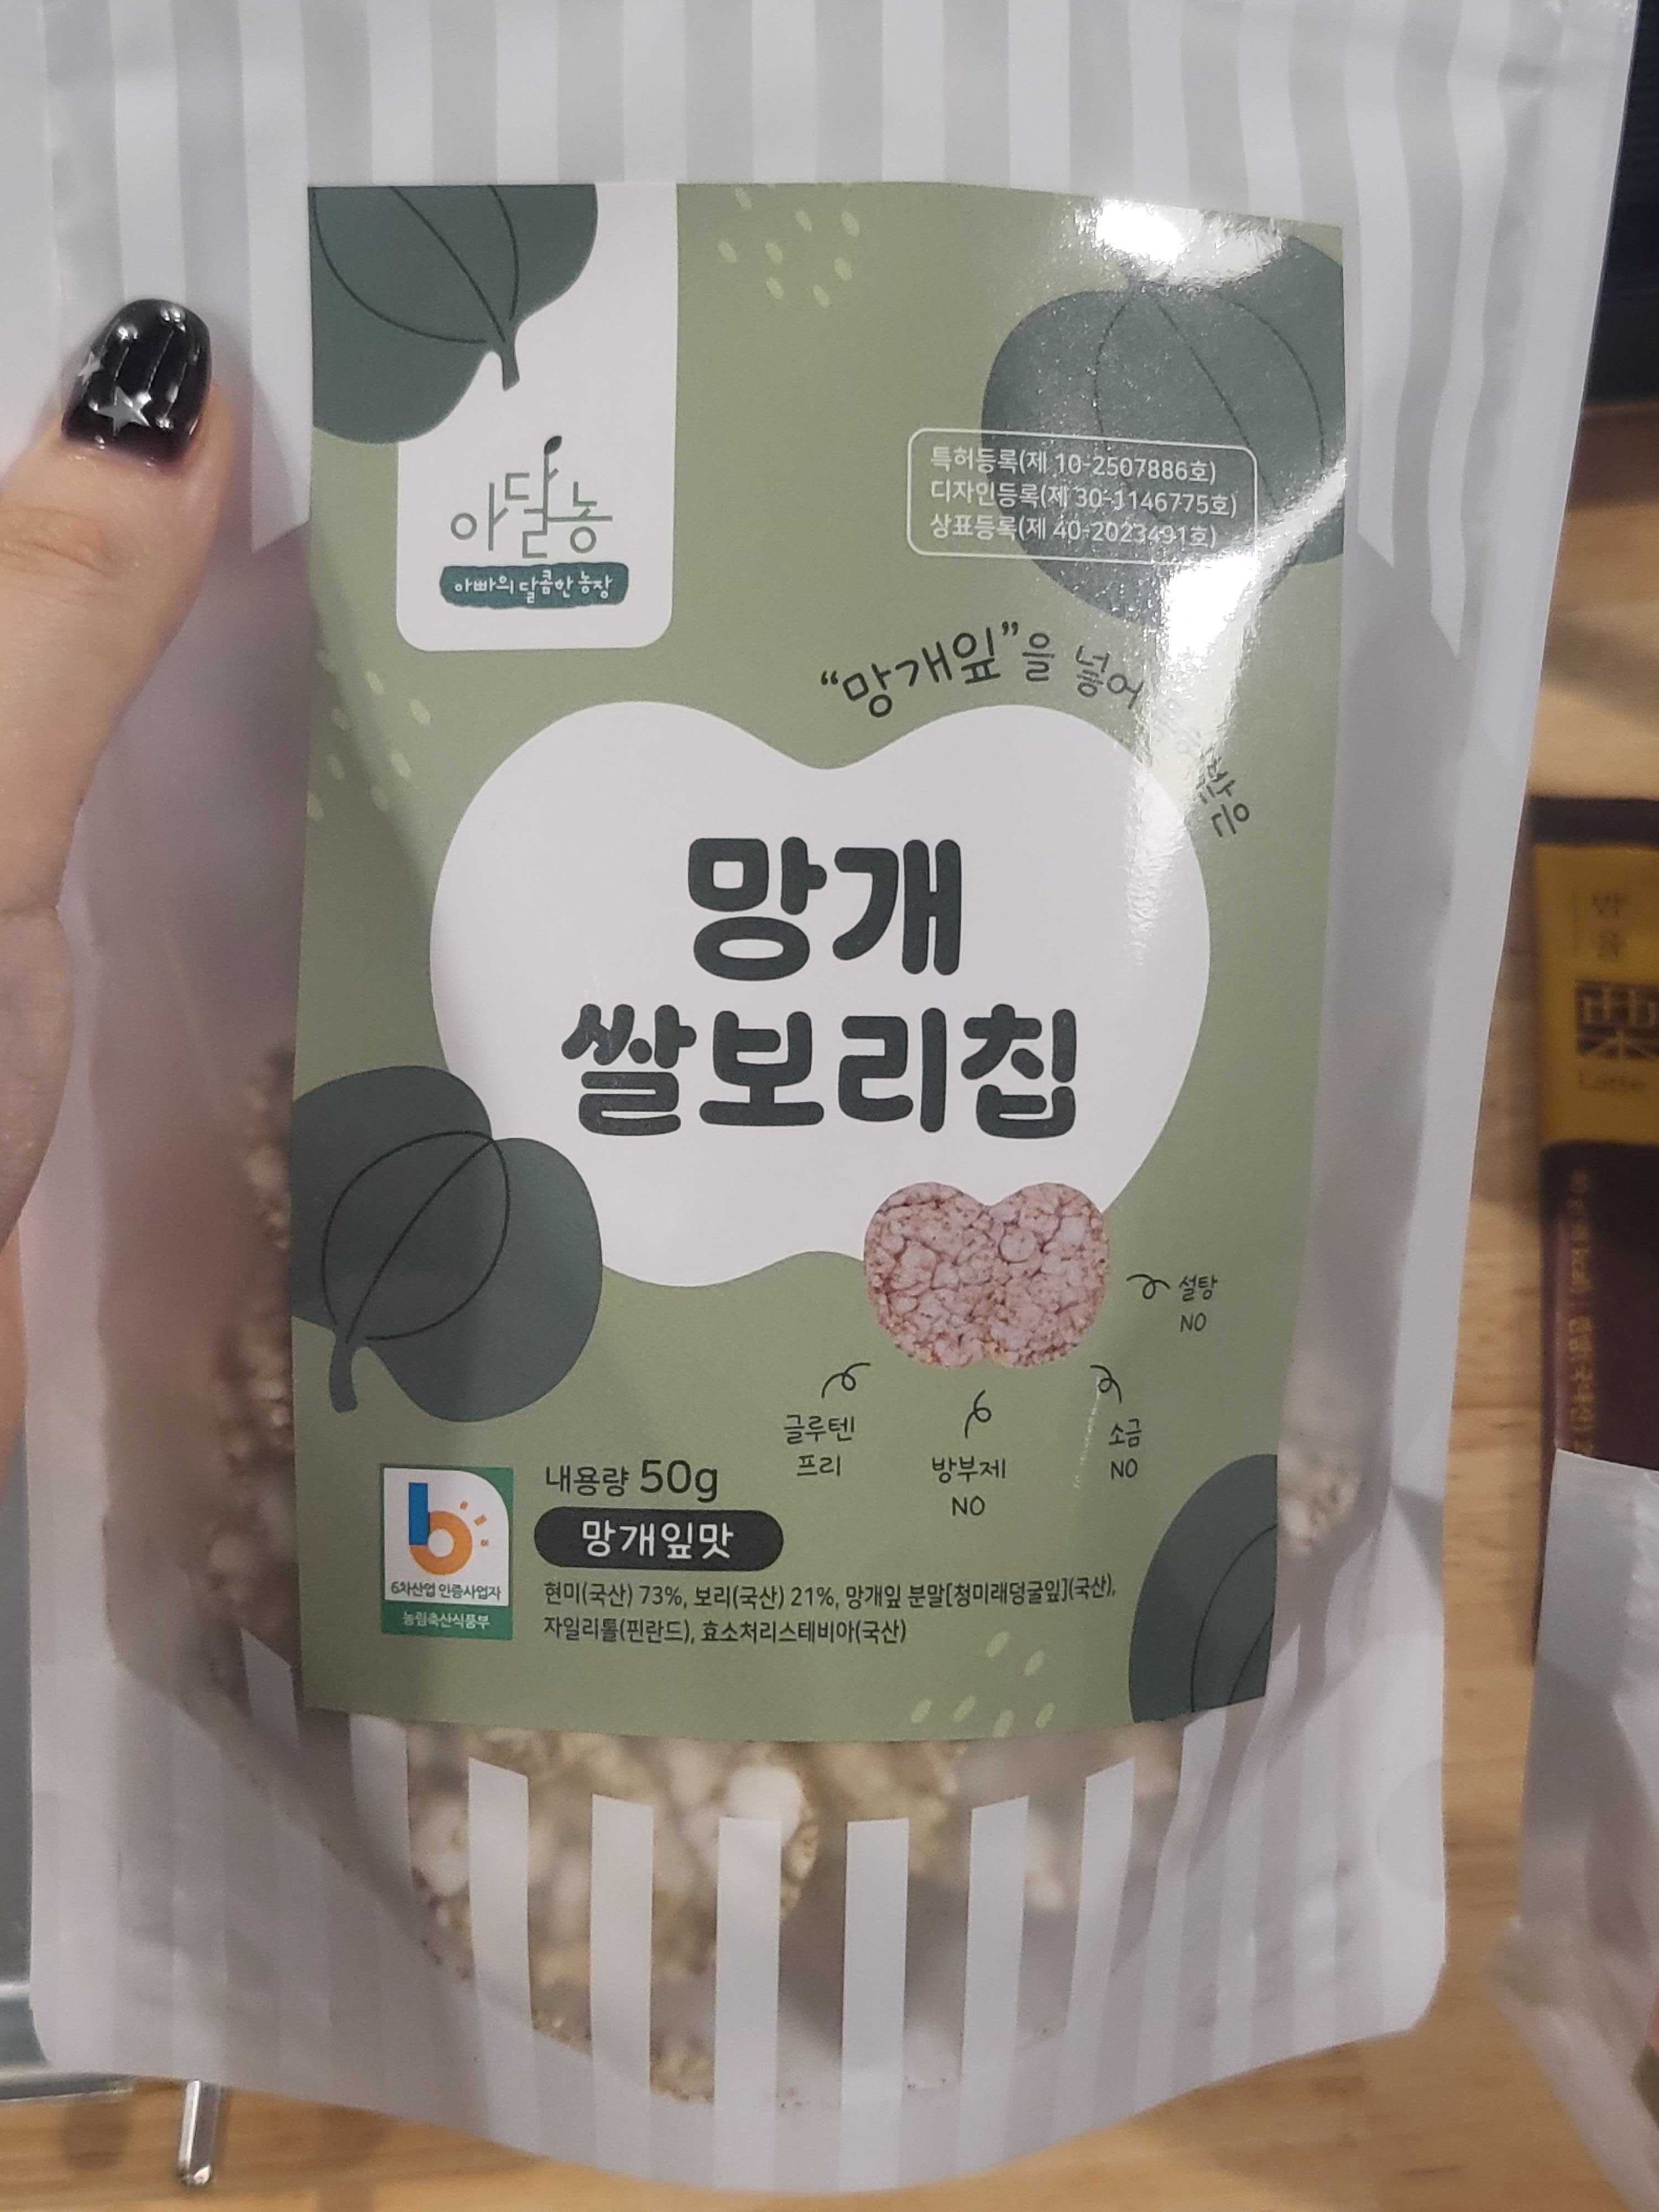 아달농
아빠의 달콤한 농장
특허등록(제 10-2507886호)
디자인등록(제 30-1146775호)
상표등록(제 40-2023491호)
“망개잎”을 넣어
망개
쌀보리칩
설탕
NO
글루텐
프리
방부제
NO
소금
NO
내용량 50g
망개잎맛
현미(국산) 73%, 보리(국산) 21%, 망개잎 분말[청미래덩굴잎](국산),
자일리톨(핀란드), 효소처리스테비아(국산)
6차산업 인증사업자
농림축산식품부
Latte